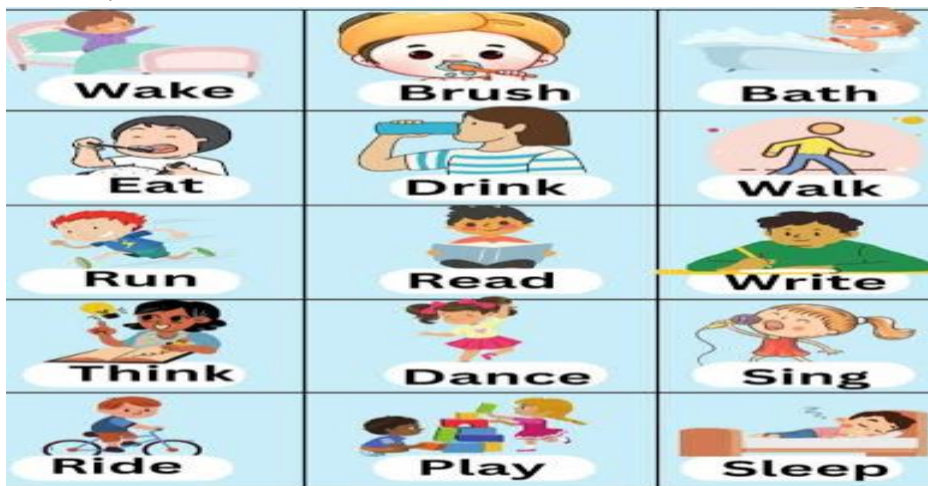 Wake Brush Bath
Eat Drink Walk
Run Read Write
Think Dance Sing
Ride Play Sleep